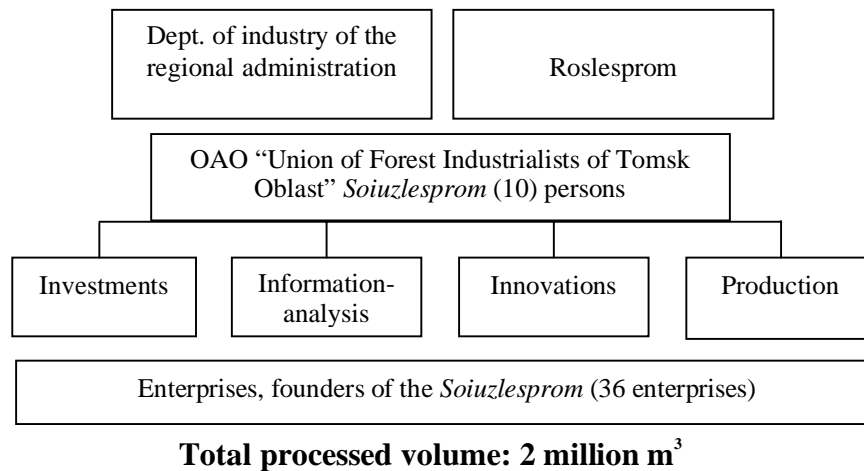 Dept. of industry of the
regional administration
Roslesprom
OAO “Union of Forest Industrialists of Tomsk
Oblast” Soiuzlesprom (10) persons
Investments
Information-
analysis
Innovations
Production
Enterprises, founders of the Soiuzlesprom (36 enterprises)
Total processed volume: 2 million m³